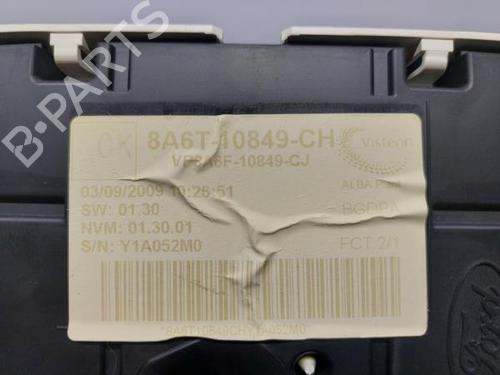 OK 8A6T-10849-CH Visteon
VP8A6F-10849-CJ
03/09/2009 10:26:51
SW: 01.30
NVM: 01.30.01
S/N: Y1A052M0
FCT 2/1
*8A6T10849CHY1A052M0*
Ford
B-PARTS